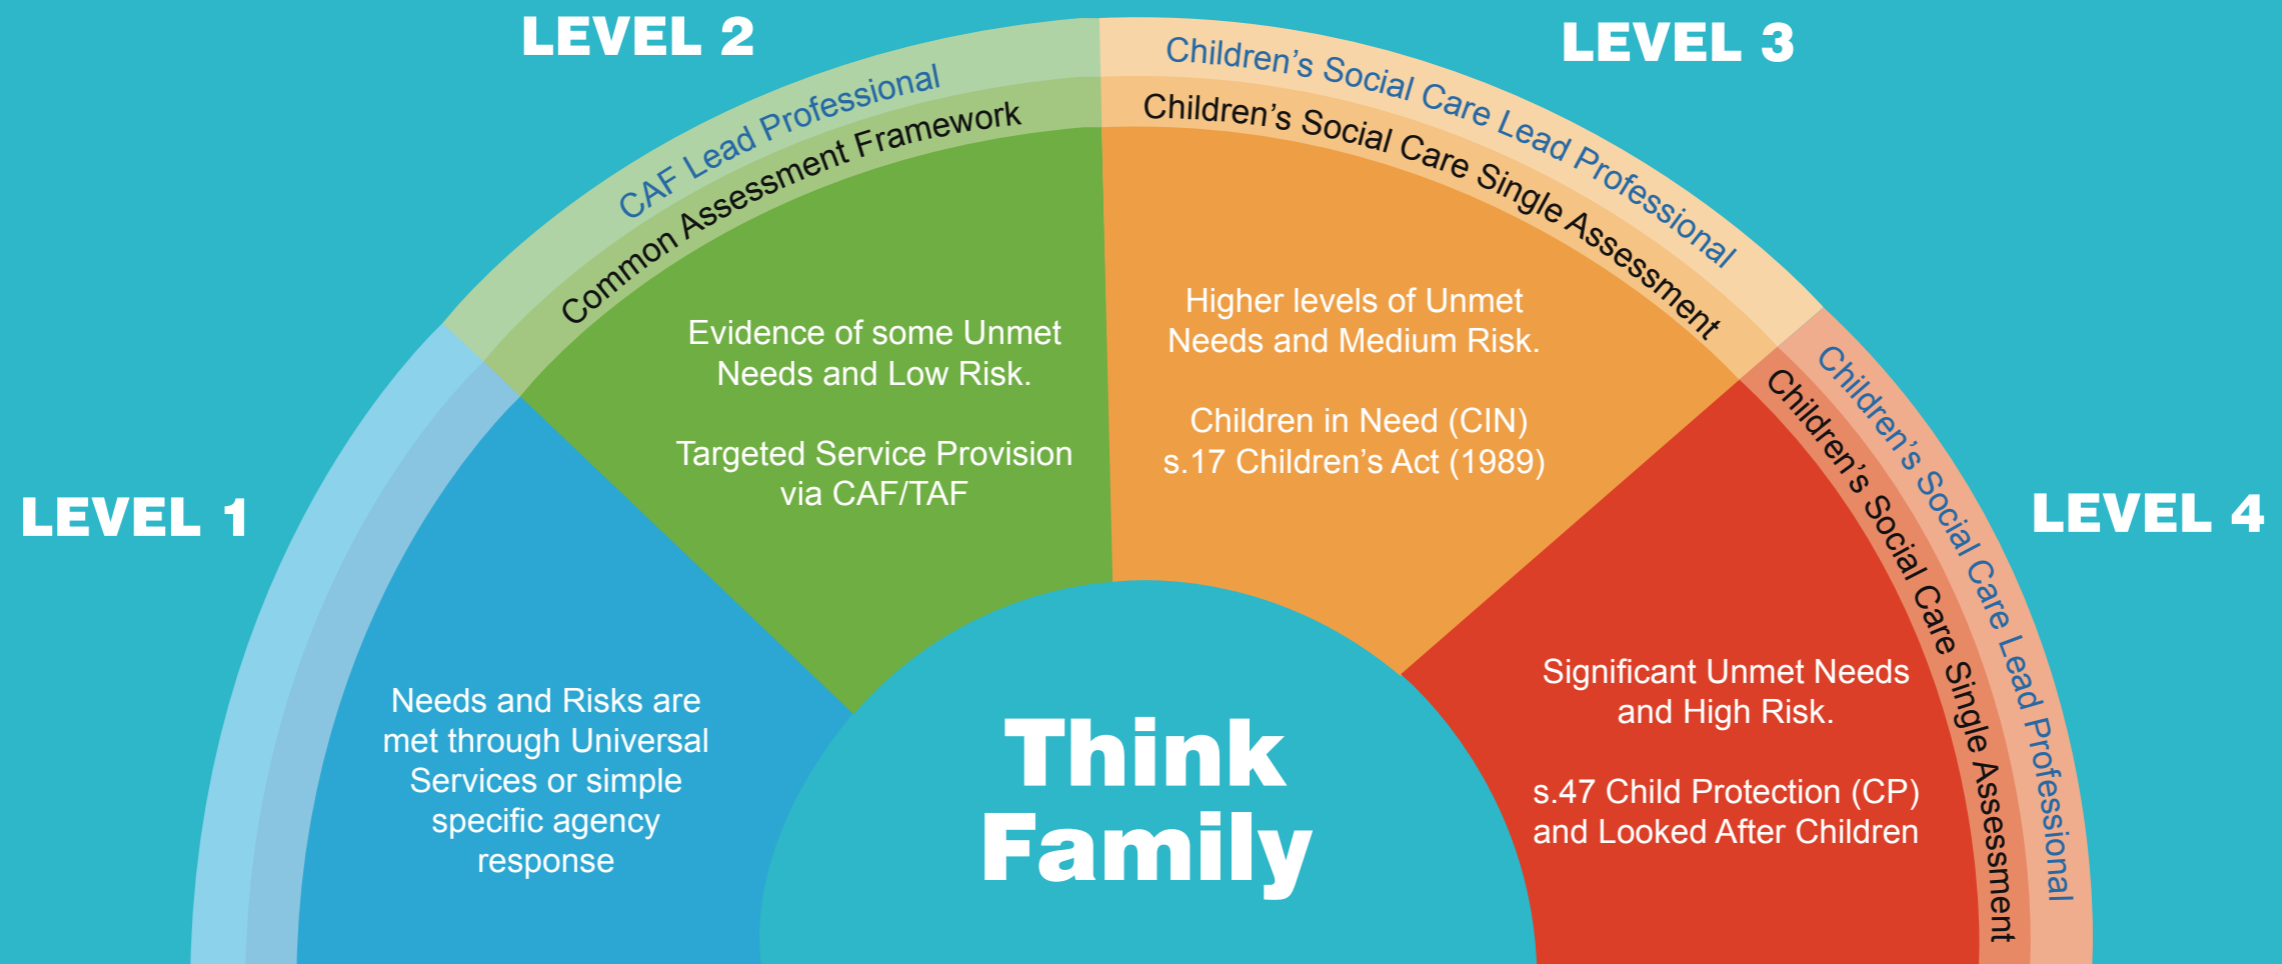 LEVEL 1
Needs and Risks are
met through Universal
Services or simple
specific agency
response
LEVEL 2
CAF Lead Professional
Common Assessment Framework
Evidence of some Unmet
Needs and Low Risk.
Targeted Service Provision
via CAF/TAF
LEVEL 3
Children’s Social Care Lead Professional
Children’s Social Care Single Assessment
Higher levels of Unmet
Needs and Medium Risk.
Children in Need (CIN)
s.17 Children’s Act (1989)
LEVEL 4
Children’s Social Care Lead Professional
Children’s Social Care Single Assessment
Significant Unmet Needs
and High Risk.
s.47 Child Protection (CP)
and Looked After Children
Think
Family